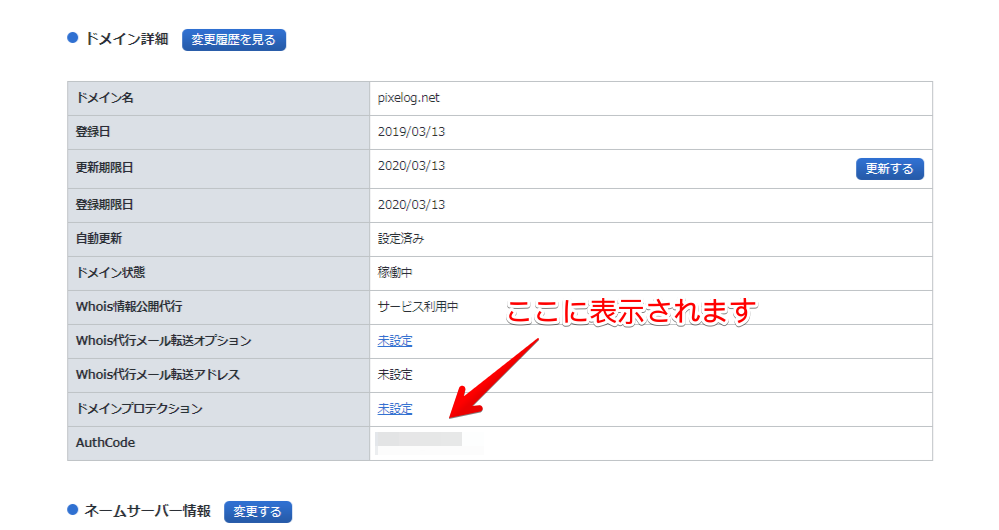 ドメイン詳細 変更履歴を見る
ドメイン名 pixelog.net
登録日 2019/03/13
更新期限日 2020/03/13 更新する
登録期限日 2020/03/13
自動更新 設定済み
ドメイン状態 稼働中
Whois情報公開代行 サービス利用中
ここに表示されます
Whois代行メール転送オプション 未設定
Whois代行メール転送アドレス 未設定
ドメインプロテクション 未設定
AuthCode
ネームサーバー情報 変更する